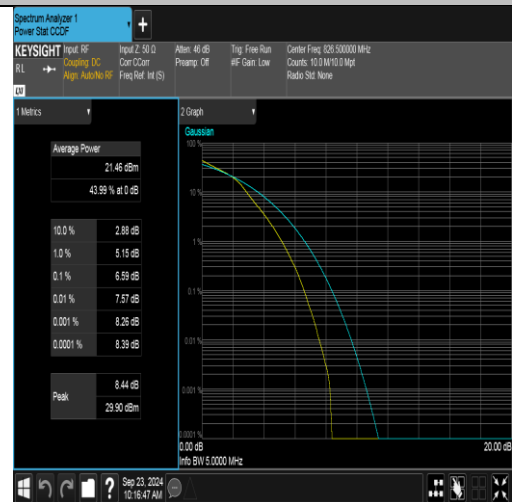 Spectrum Analyzer 1
Power Stat CCDF
+
KEYSIGHT
Input: RF
Input Z: 50 Ω
Atten: 46 dB
Trig: Free Run
Center Freq: 826.500000 MHz
RL
Coupling: DC
Corr CCorr
Preamp: Off
#IF Gain: Low
Counts: 10.0 M/10.0 Mpt
Align: Auto/No RF
Freq Ref: Int (S)
Radio Std: None
LXI
1 Metrics
2 Graph
Gaussian
Average Power
21.46 dBm
43.99 % at 0 dB
10.0 % 2.88 dB
1.0 % 5.15 dB
0.1 % 6.59 dB
0.01 % 7.57 dB
0.001 % 8.26 dB
0.0001 % 8.39 dB
Peak
8.44 dB
29.90 dBm
100 %
10 %
1 %
0.1 %
0.01 %
0.001 %
0.0001 %
0.00 dB
20.00 dB
Info BW 5.0000 MHz
?
Sep 23, 2024
10:16:47 AM